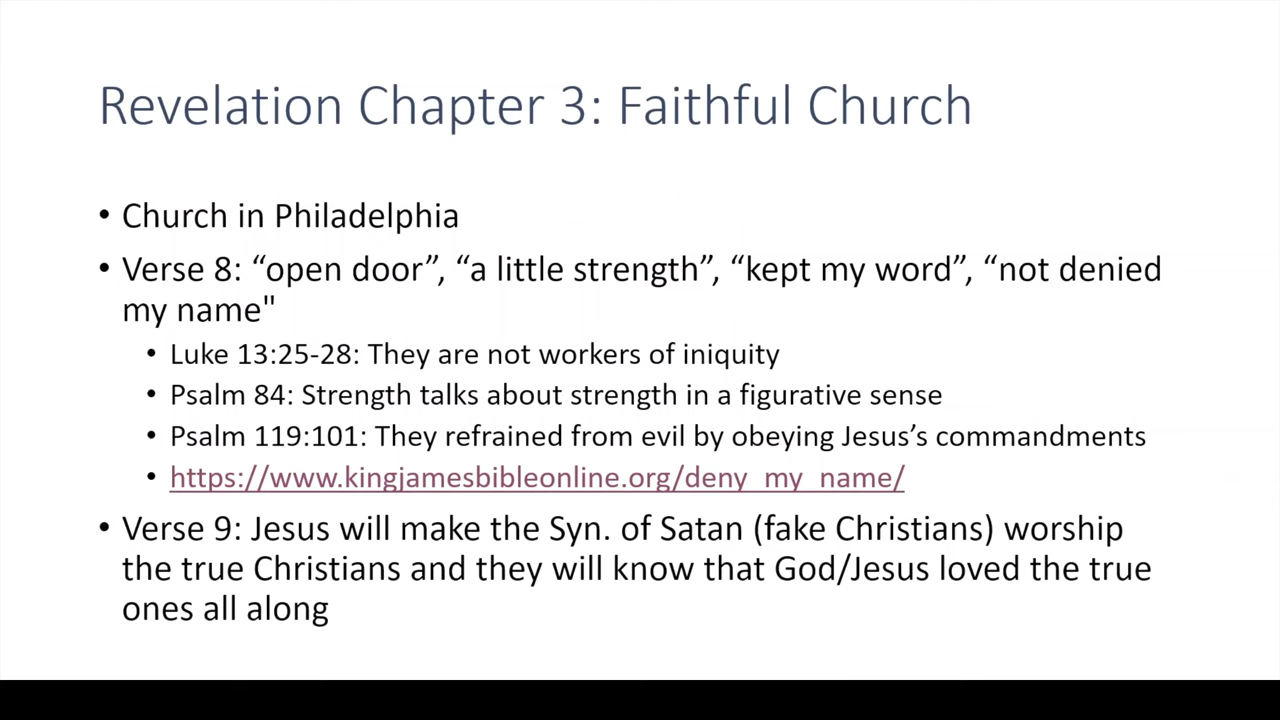 Revelation Chapter 3: Faithful Church
• Church in Philadelphia
• Verse 8: “open door”, “a little strength”, “kept my word”, “not denied
my name"
• Luke 13:25-28: They are not workers of iniquity
• Psalm 84: Strength talks about strength in a figurative sense
• Psalm 119:101: They refrained from evil by obeying Jesus’s commandments
• https://www.kingjamesbibleonline.org/deny_my_name/
• Verse 9: Jesus will make the Syn. of Satan (fake Christians) worship
the true Christians and they will know that God/Jesus loved the true
ones all along